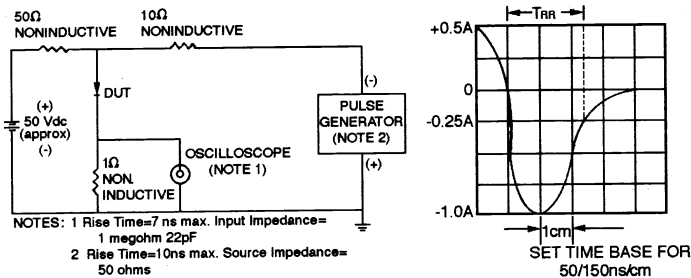 50Ω
NONINDUCTIVE
10Ω
NONINDUCTIVE
DUT
(+)
50 Vdc
(approx)
(-)
1Ω
NON.
INDUCTIVE
OSCILLOSCOPE
(NOTE 1)
(-)
PULSE
GENERATOR
(NOTE 2)
(+)
NOTES: 1 Rise Time=7 ns max. Input Impedance=
1 megohm 22pF
2 Rise Time=10ns max. Source Impedance=
50 ohms
TRR
+0.5A
0
-0.25A
-1.0A
1cm
SET TIME BASE FOR
50/150ns/cm